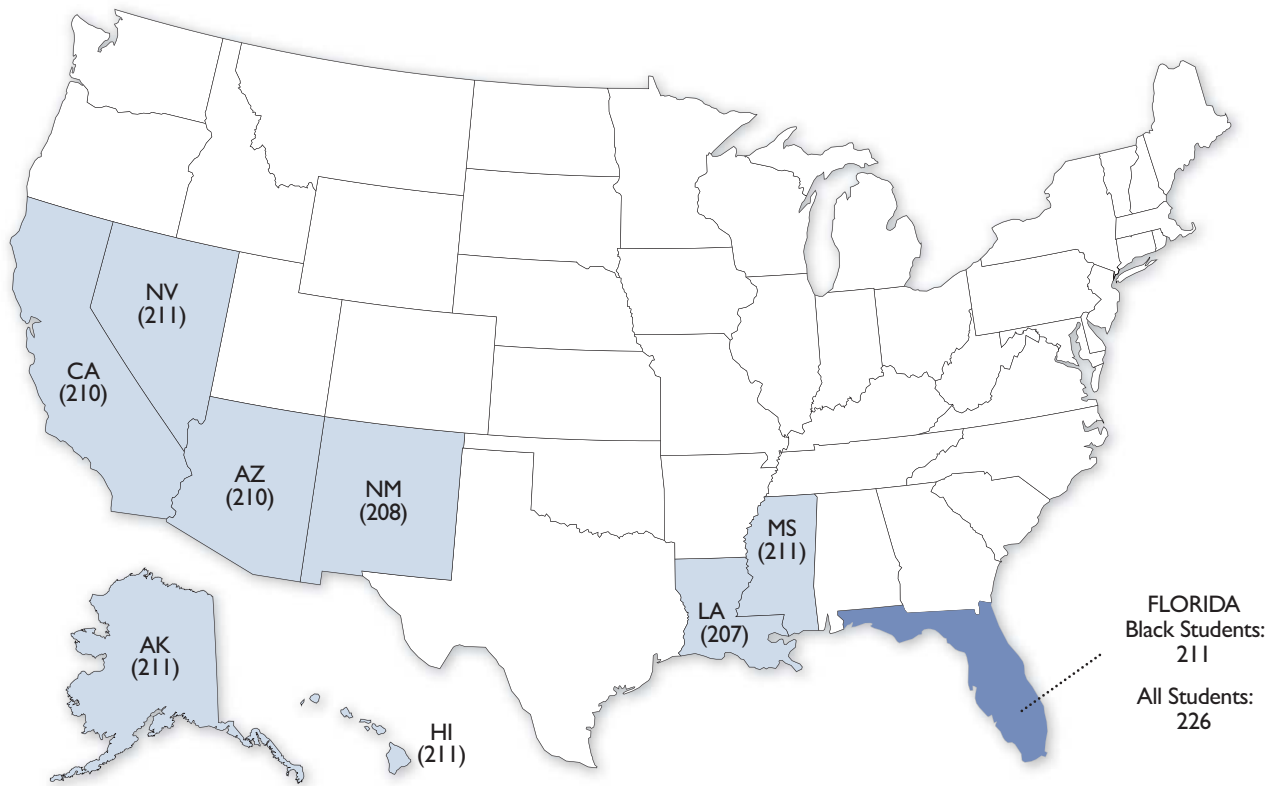 NV
(211)
CA
(210)
AZ
(210)
NM
(208)
MS
(211)
LA
(207)
AK
(211)
HI
(211)
FLORIDA
Black Students:
211
All Students:
226